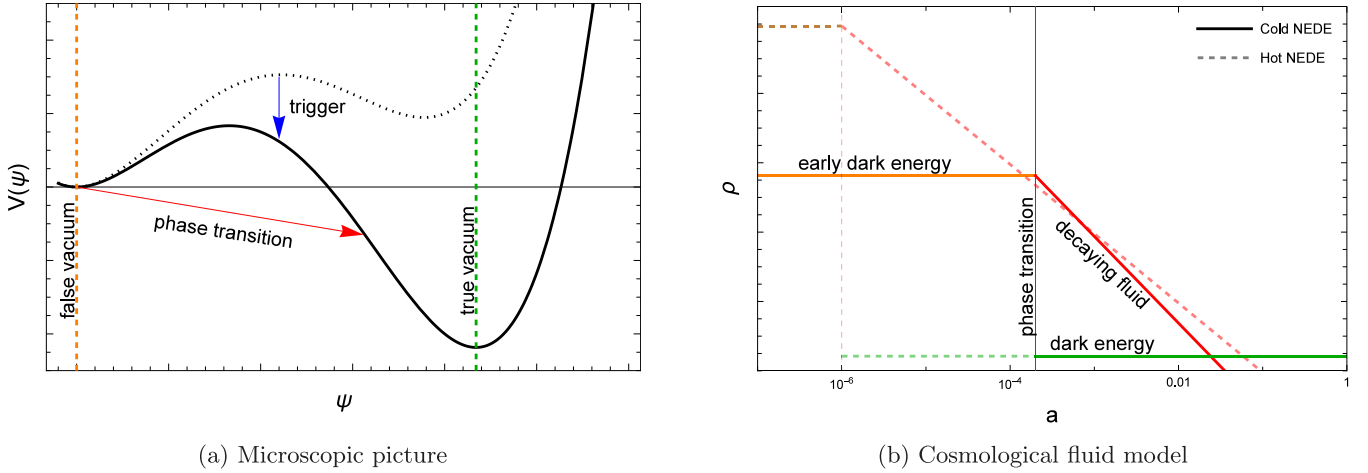 V(ψ)
false vacuum
trigger
phase transition
true vacuum
ψ
(a) Microscopic picture
ρ
Cold NEDE
Hot NEDE
early dark energy
phase transition
decaying fluid
dark energy
10⁻⁶
10⁻⁴
0.01
1
a
(b) Cosmological fluid model